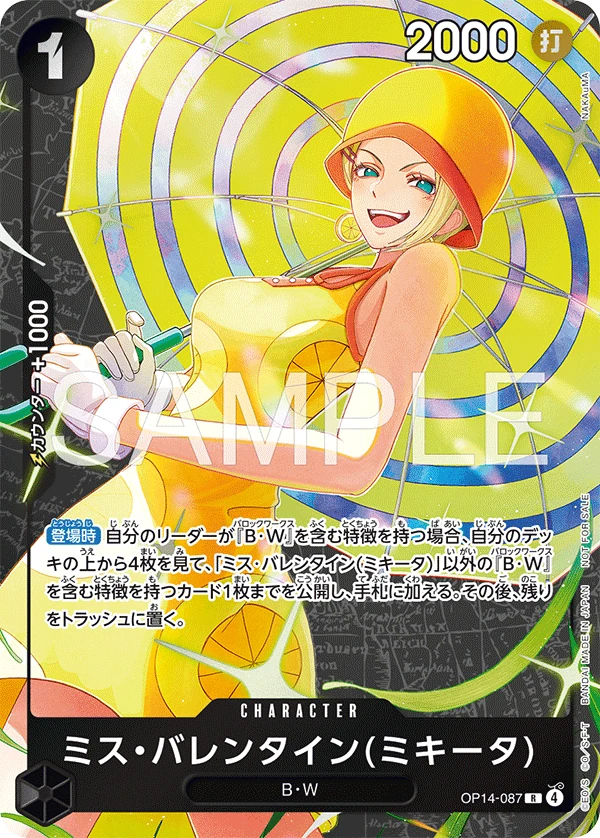 1
2000
打
NAKAuMA
カウンター+1000
SAMPLE
登場時 自分のリーダーが『B・W』を含む特徴を持つ場合、自分のデッ
キの上から4枚を見て、「ミス・バレンタイン(ミキータ)」以外の『B・W』
を含む特徴を持つカード1枚までを公開し、手札に加える。その後、残り
をトラッシュに置く。
CHARACTER
ミス・バレンタイン(ミキータ)
B・W
OP14-087 R 4
©E.O/S. ©O./S.F.T BANDAI MADE IN JAPAN NOT FOR SALE